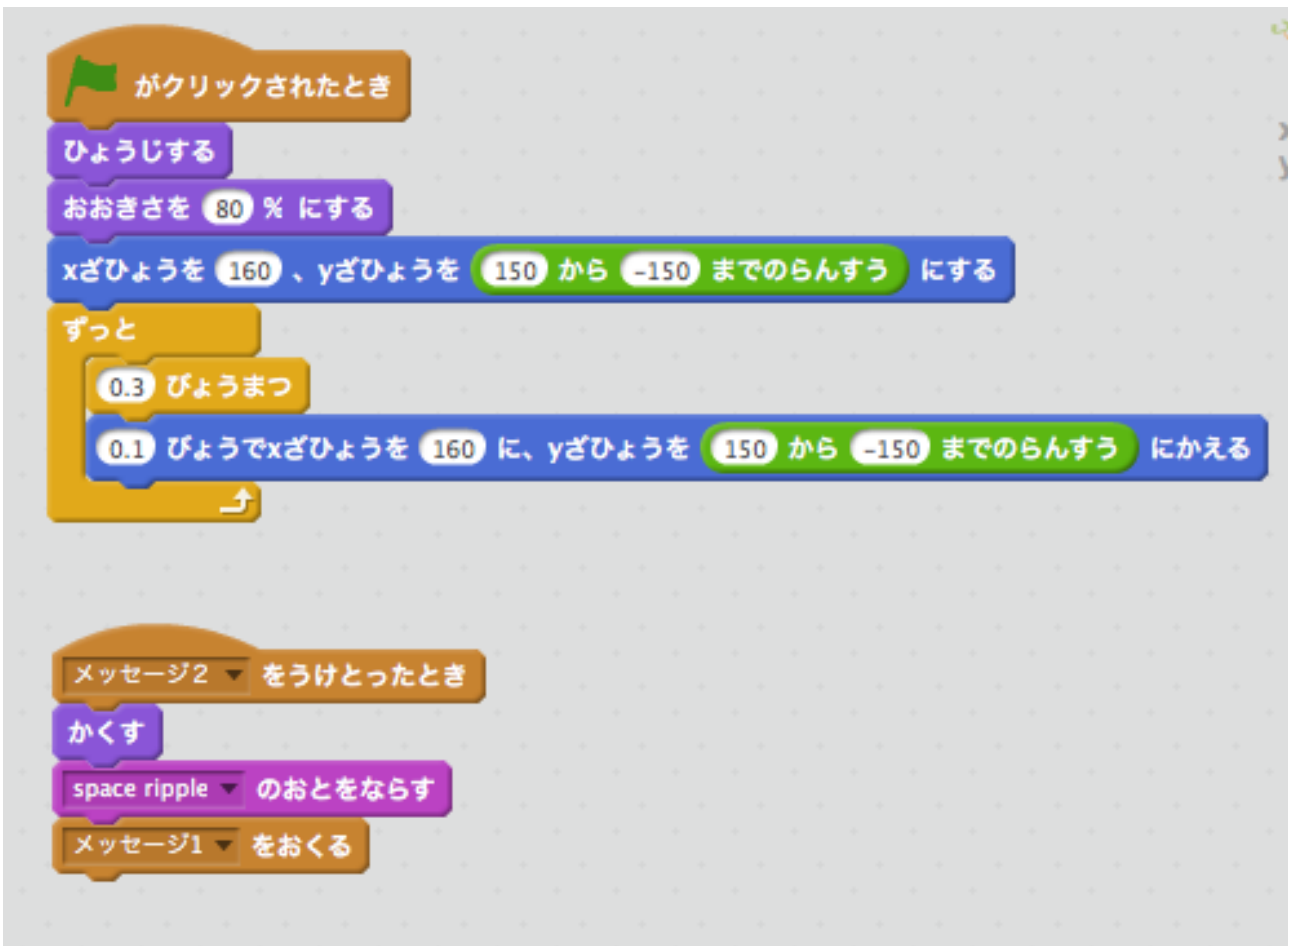 がクリックされたとき
ひょうじする
おおきさを 80 % にする
xざひょうを 160 、yざひょうを 150 から -150 までのらんすう にする
ずっと
0.3 びょうまつ
0.1 びょうでxざひょうを 160 に、yざひょうを 150 から -150 までのらんすう にかえる
メッセージ2 をうけとったとき
かくす
space ripple のおとをならす
メッセージ1 をおくる